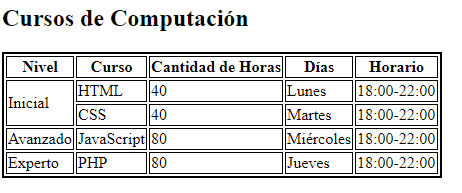 Cursos de Computación
Nivel Curso Cantidad de Horas Días Horario
Inicial HTML 40 Lunes 18:00-22:00
CSS 40 Martes 18:00-22:00
Avanzado JavaScript 80 Miércoles 18:00-22:00
Experto PHP 80 Jueves 18:00-22:00